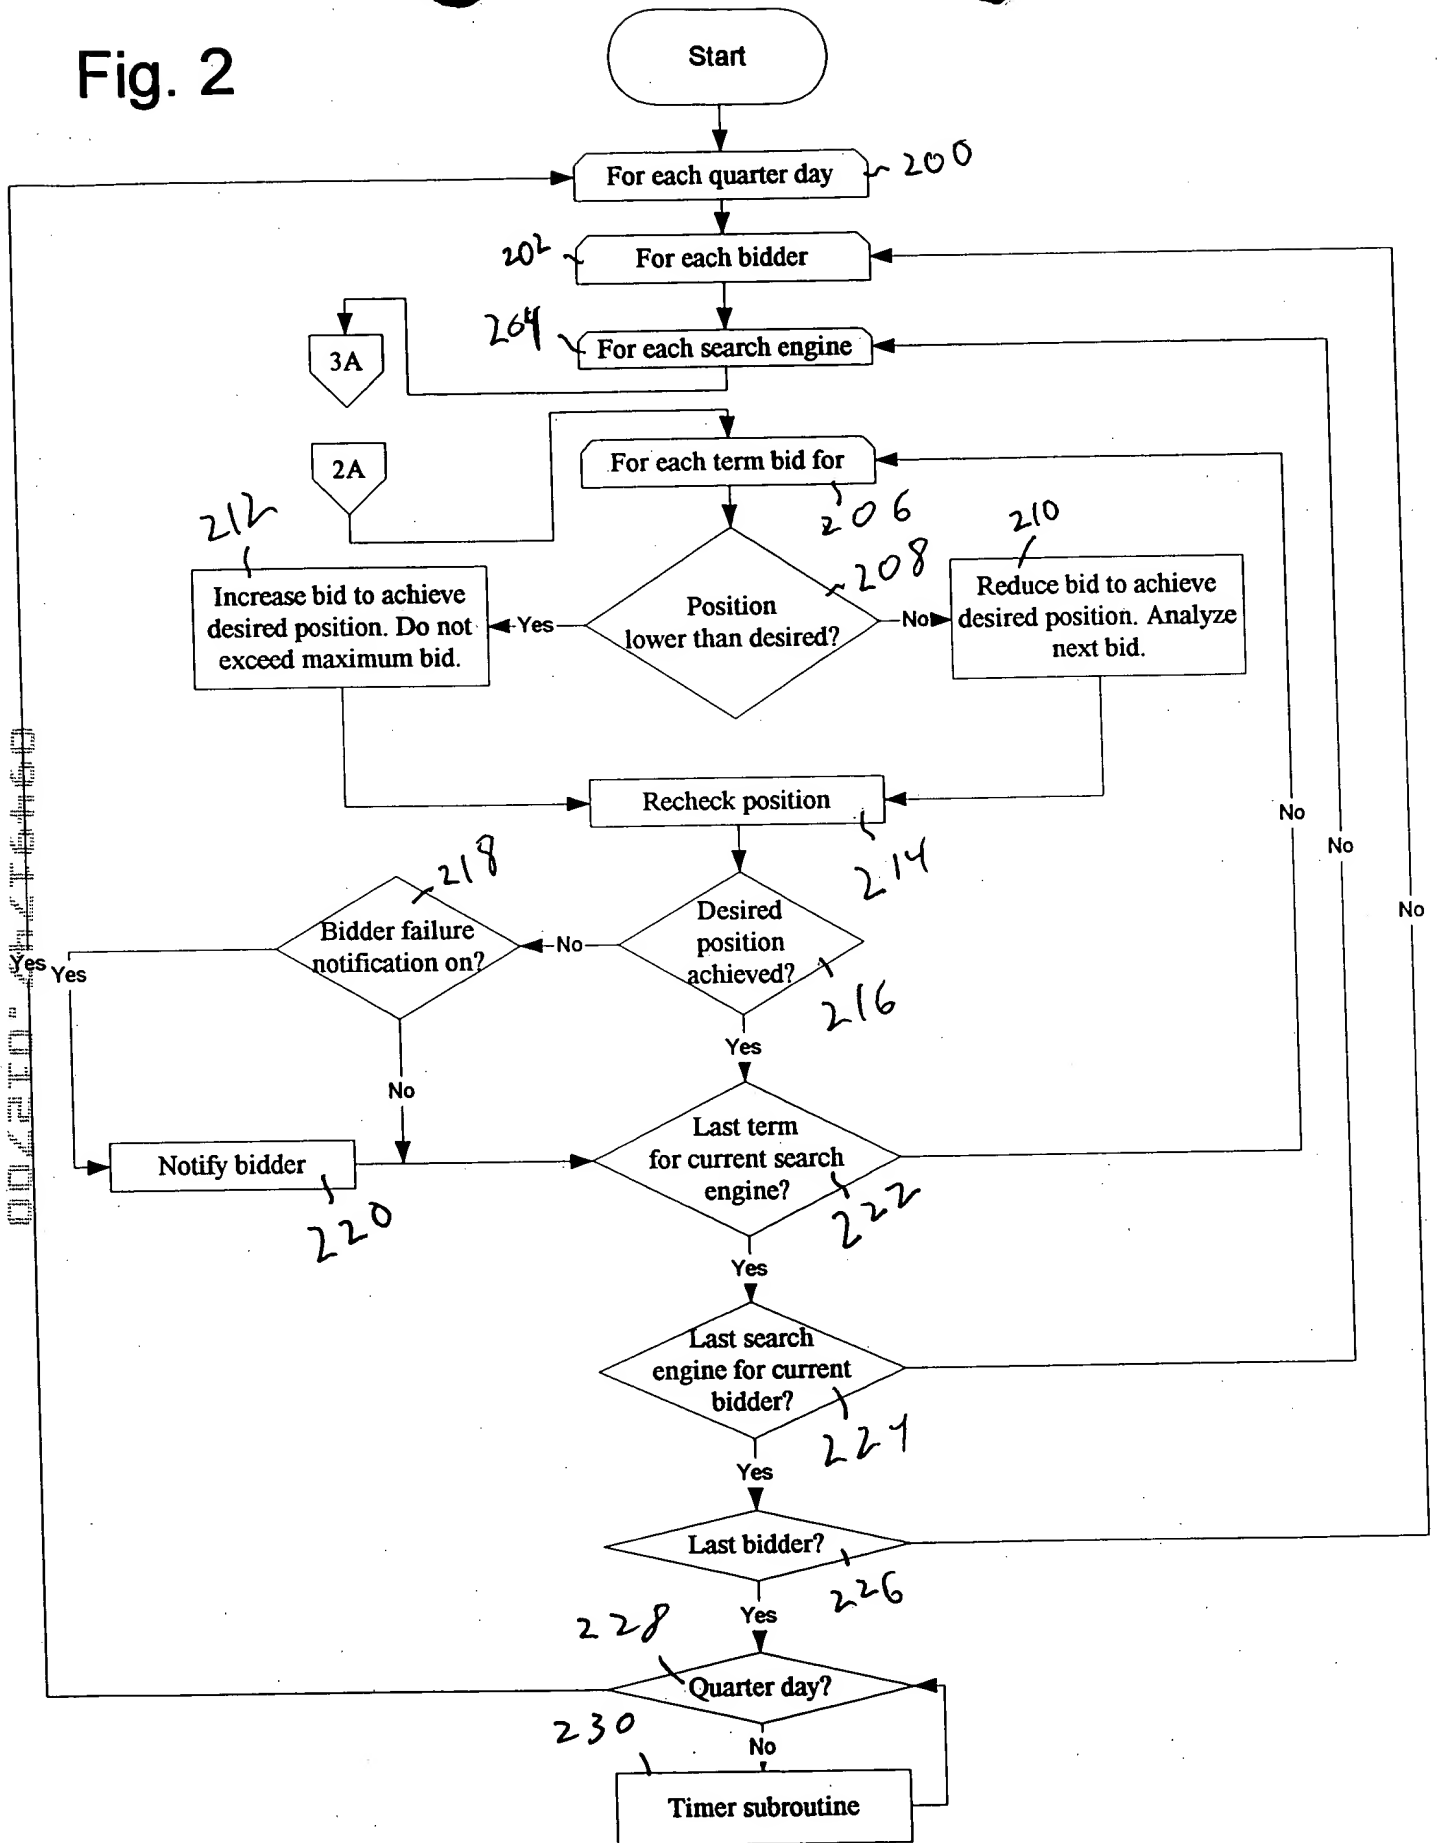 Fig. 2
Start
For each quarter day
200
202
For each bidder
204
For each search engine
3A
2A
For each term bid for
206
212
210
208
Increase bid to achieve
desired position. Do not
exceed maximum bid.
Yes
Position
lower than desired?
No
Reduce bid to achieve
desired position. Analyze
next bid.
Recheck position
214
No
No
No
218
Bidder failure
notification on?
No
Desired
position
achieved?
216
Yes
Yes
Yes
No
Notify bidder
220
Last term
for current search
engine?
222
Yes
Last search
engine for current
bidder?
224
Yes
Last bidder?
226
Yes
228
Quarter day?
230
No
Timer subroutine